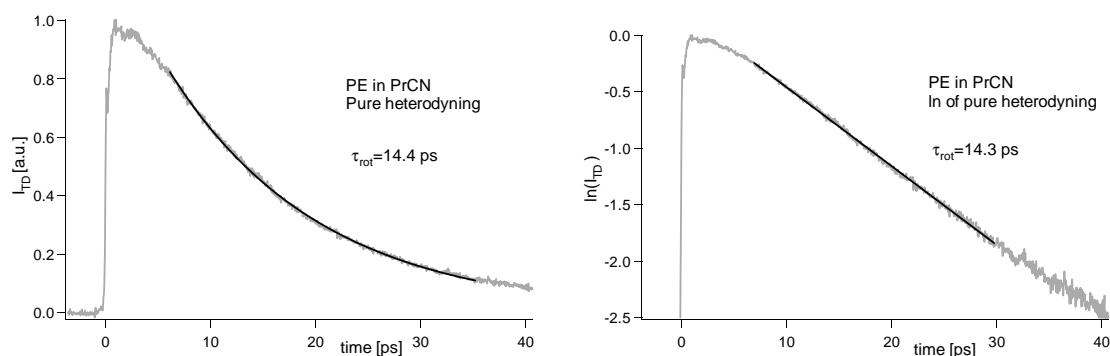 1.0
0.8
0.6
0.4
0.2
0.0
I_TD [a.u.]
PE in PrCN
Pure heterodyning
τ_rot=14.4 ps
0
10
20
30
40
time [ps]
0.0
-0.5
-1.0
-1.5
-2.0
-2.5
ln(I_TD)
PE in PrCN
ln of pure heterodyning
τ_rot=14.3 ps
0
10
20
30
40
time [ps]